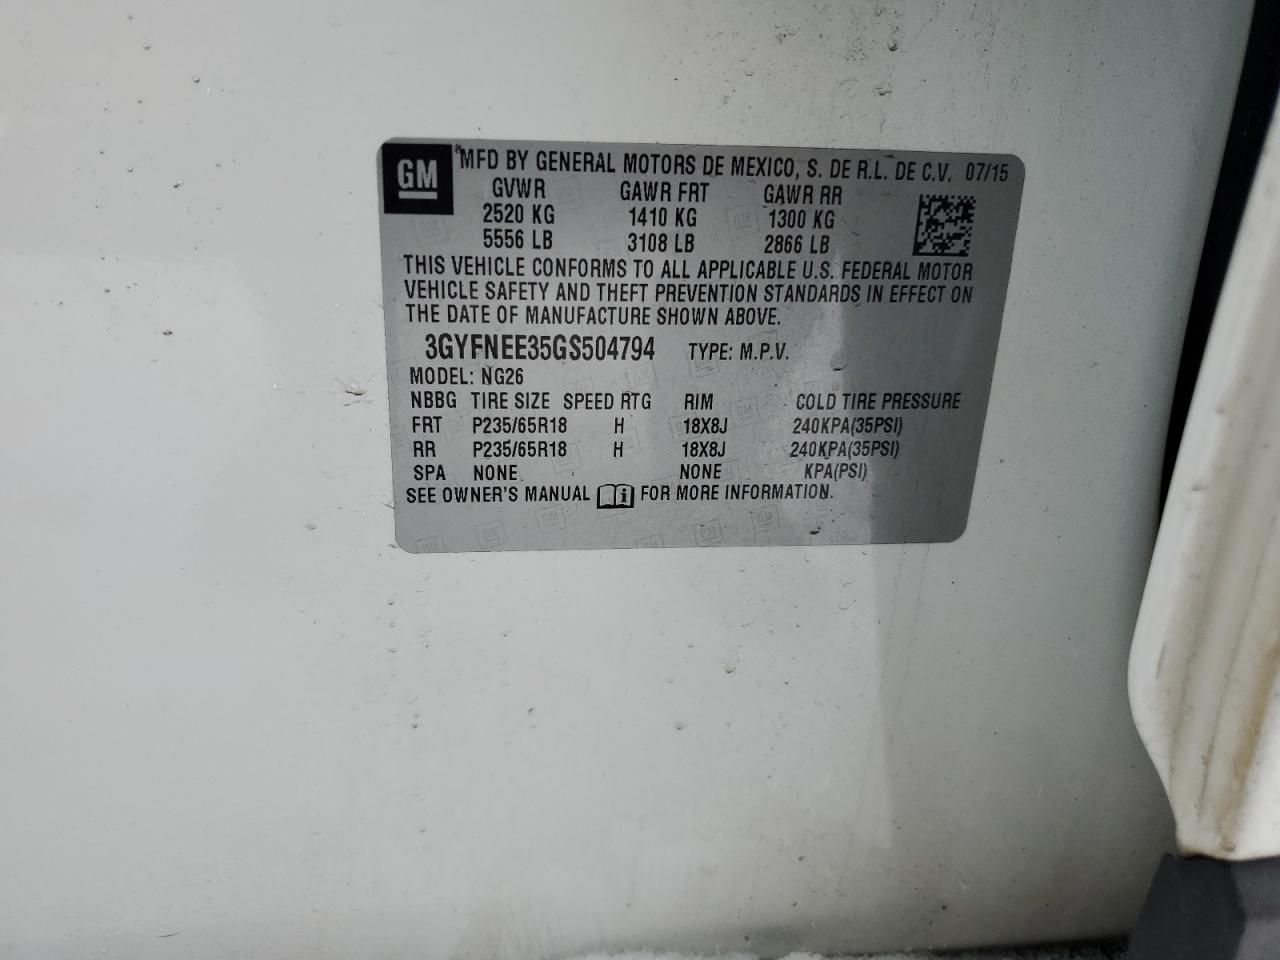 GM ® MFD BY GENERAL MOTORS DE MEXICO, S. DE R.L. DE C.V. 07/15
GVWR GAWR FRT GAWR RR
2520 KG 1410 KG 1300 KG
5556 LB 3108 LB 2866 LB
THIS VEHICLE CONFORMS TO ALL APPLICABLE U.S. FEDERAL MOTOR
VEHICLE SAFETY AND THEFT PREVENTION STANDARDS IN EFFECT ON
THE DATE OF MANUFACTURE SHOWN ABOVE.
3GYFNEE35GS504794 TYPE: M.P.V.
MODEL: NG26
NBBG TIRE SIZE SPEED RTG RIM COLD TIRE PRESSURE
FRT P235/65R18 H 18X8J 240KPA(35PSI)
RR P235/65R18 H 18X8J 240KPA(35PSI)
SPA NONE NONE KPA(PSI)
SEE OWNER'S MANUAL FOR MORE INFORMATION.